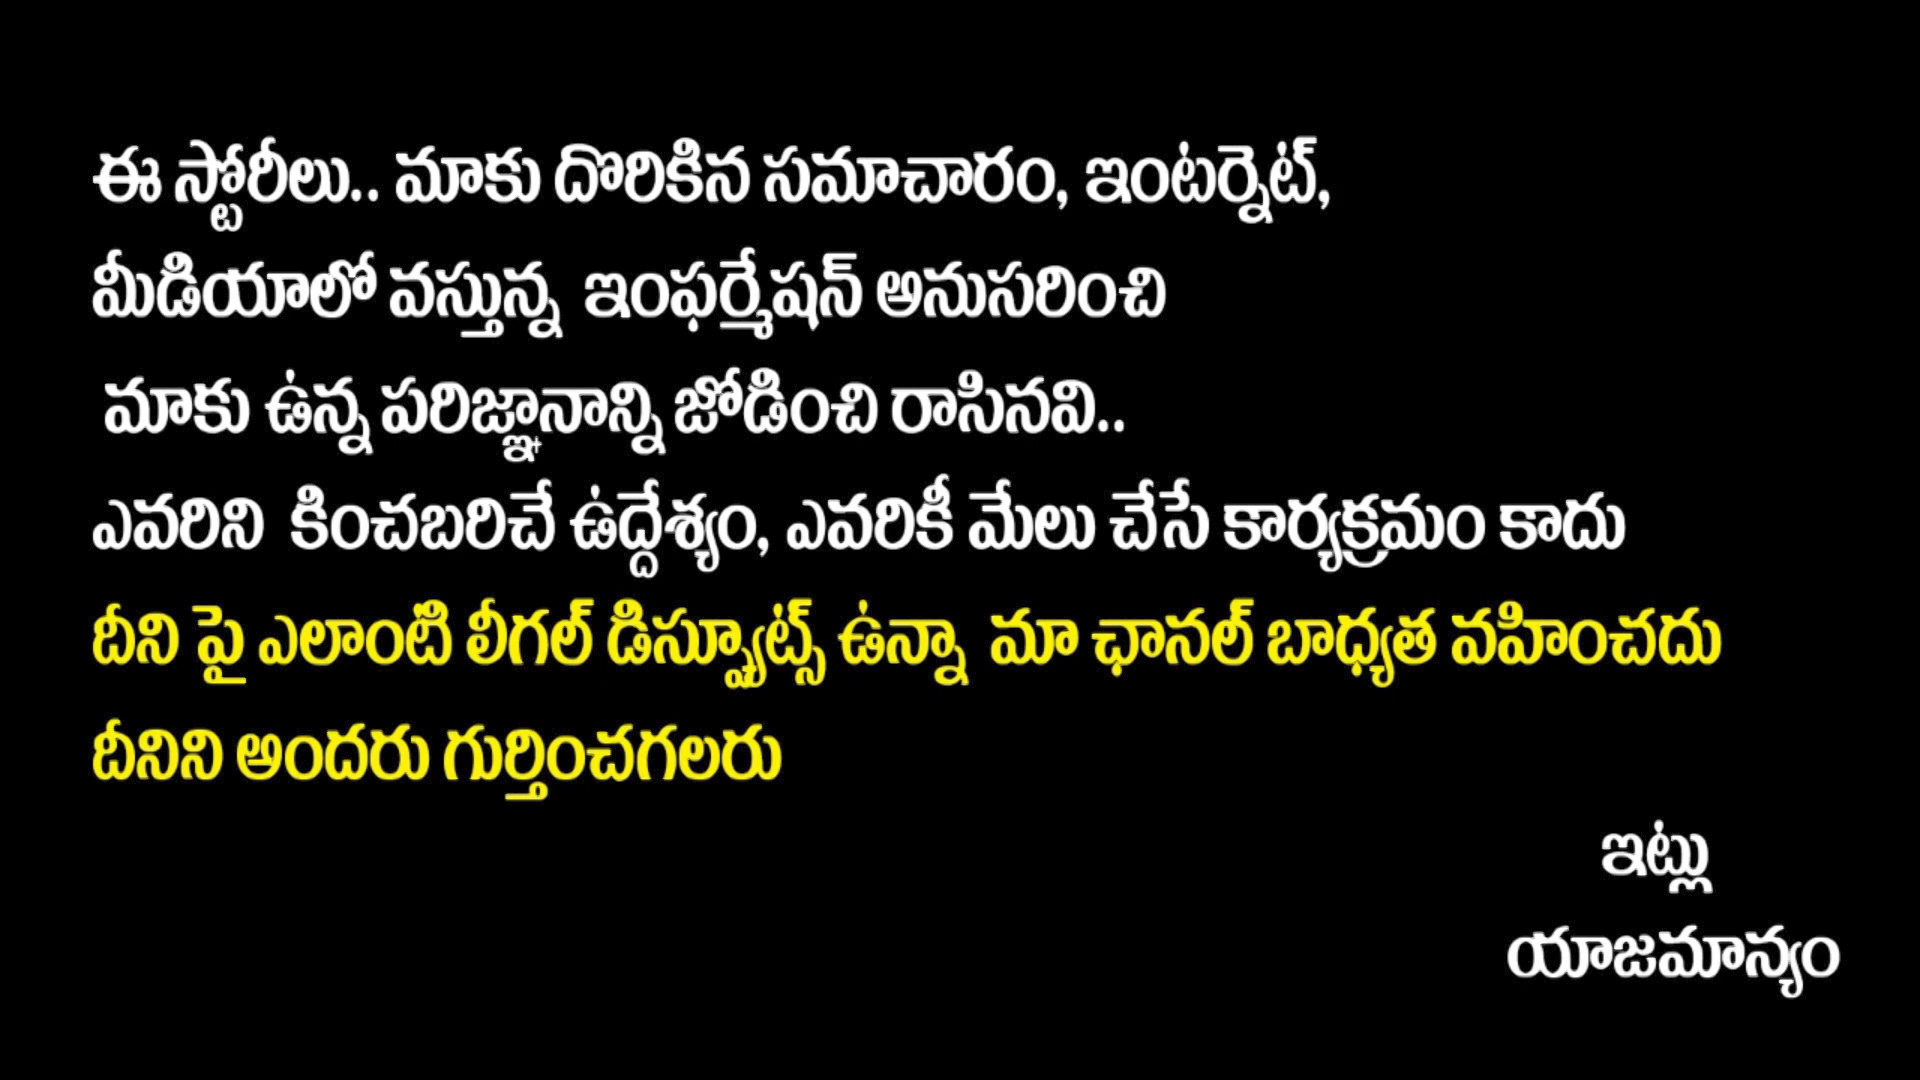 ఈ స్టోరీలు.. మాకు దొరికిన సమాచారం, ఇంటర్నెట్,
మీడియాలో వస్తున్న ఇంఫర్మేషన్ అనుసరించి
మాకు ఉన్న పరిజ్ఞానాన్ని జోడించి రాసినవి..
ఎవరిని కించబరిచే ఉద్దేశ్యం, ఎవరికీ మేలు చేసే కార్యక్రమం కాదు
దీని పై ఎలాంటి లీగల్ డిస్ప్యూట్స్ ఉన్నా మా ఛానల్ బాధ్యత వహించదు
దీనిని అందరు గుర్తించగలరు
ఇట్లు
యాజమాన్యం